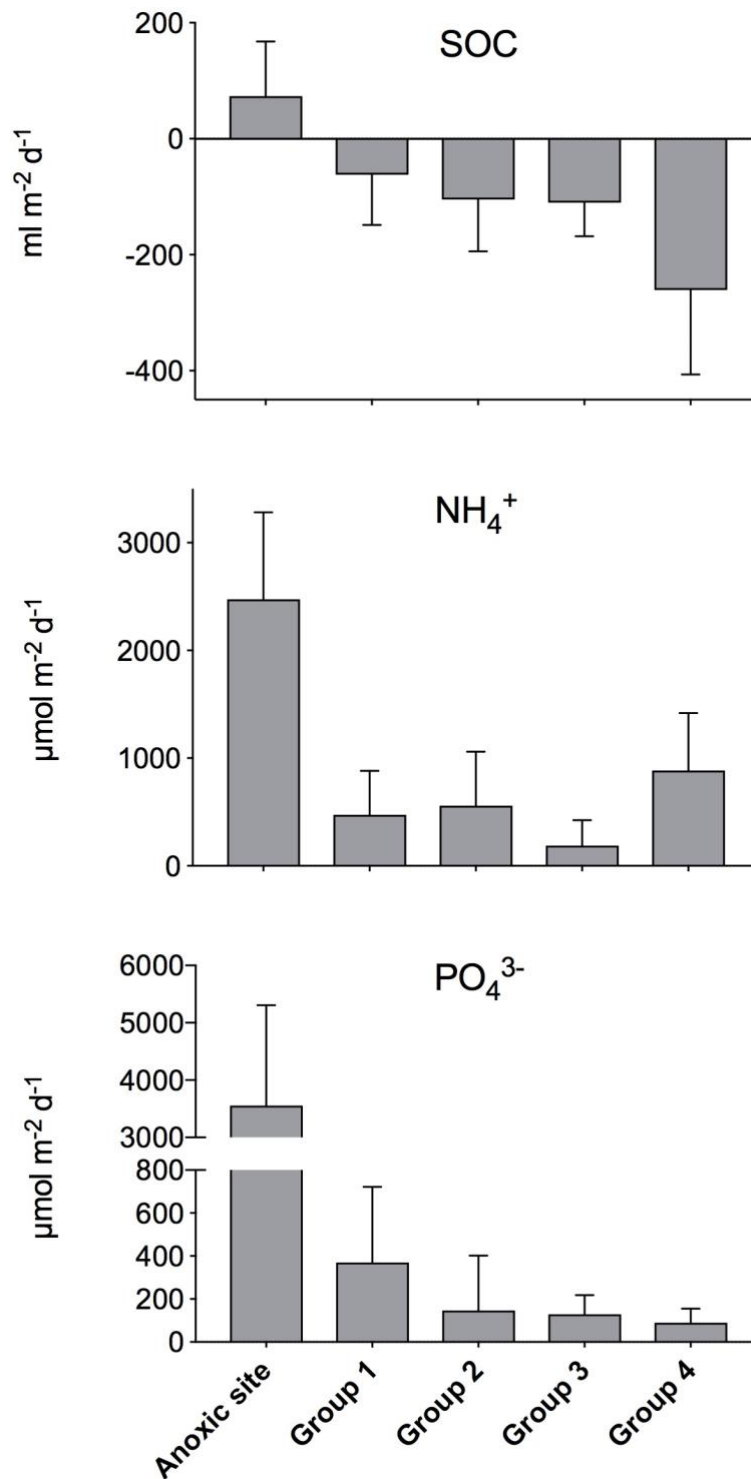 SOC
ml m⁻² d⁻¹
200
0
-200
-400
NH₄⁺
µmol m⁻² d⁻¹
3000
2000
1000
0
PO₄³⁻
µmol m⁻² d⁻¹
6000
5000
4000
3000
800
600
400
200
0
Anoxic site
Group 1
Group 2
Group 3
Group 4